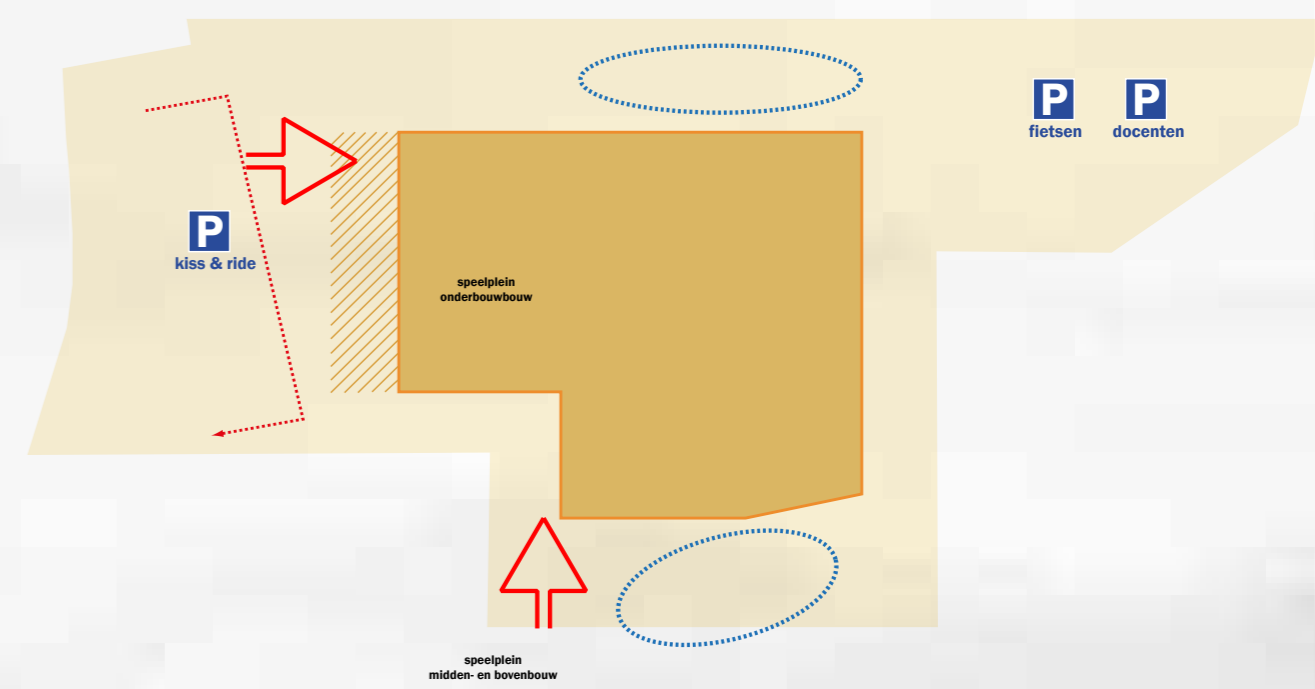 P
fietsen
P
docenten
P
kiss & ride
speelplein
onderbouwbouw
speelplein
midden- en bovenbouw